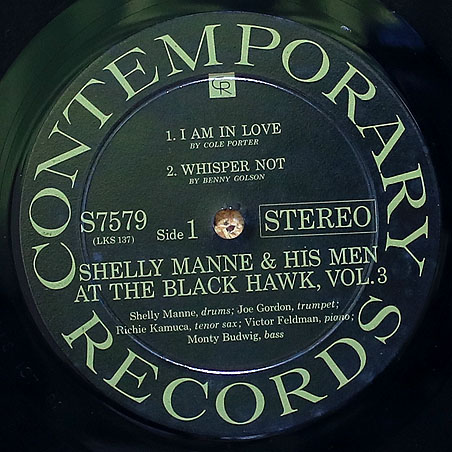 CONTEMPORARY
CR
1. I AM IN LOVE
BY COLE PORTER
2. WHISPER NOT
BY BENNY GOLSON
S7579
(LKS 137)
Side 1
STEREO
SHELLY MANNE & HIS MEN
AT THE BLACK HAWK, VOL. 3
Shelly Manne, drums; Joe Gordon, trumpet;
Richie Kamuca, tenor sax; Victor Feldman, piano;
Monty Budwig, bass
RECORDS